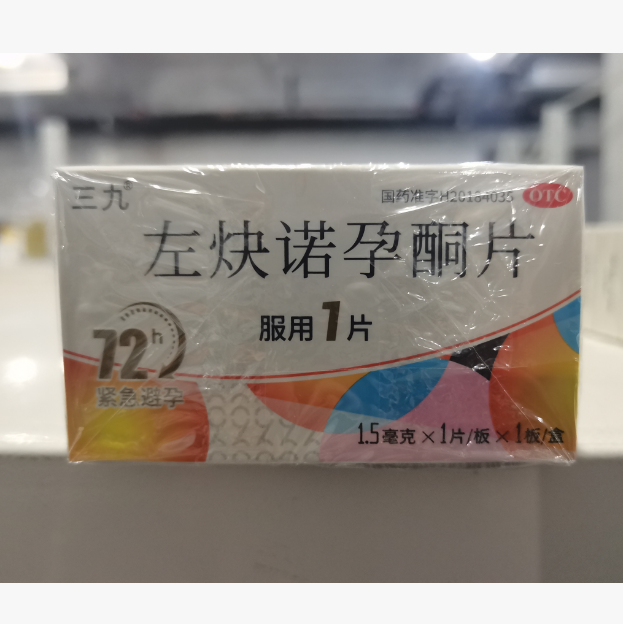 三九®
国药准字H20184035 OTC
左炔诺孕酮片
服用1片
72h
紧急避孕
1.5毫克×1片/板×1板/盒